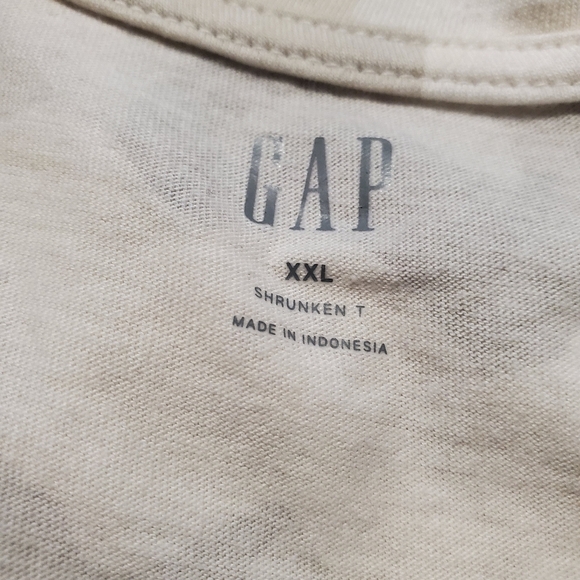 GAP
XXL
SHRUNKEN T
MADE IN INDONESIA